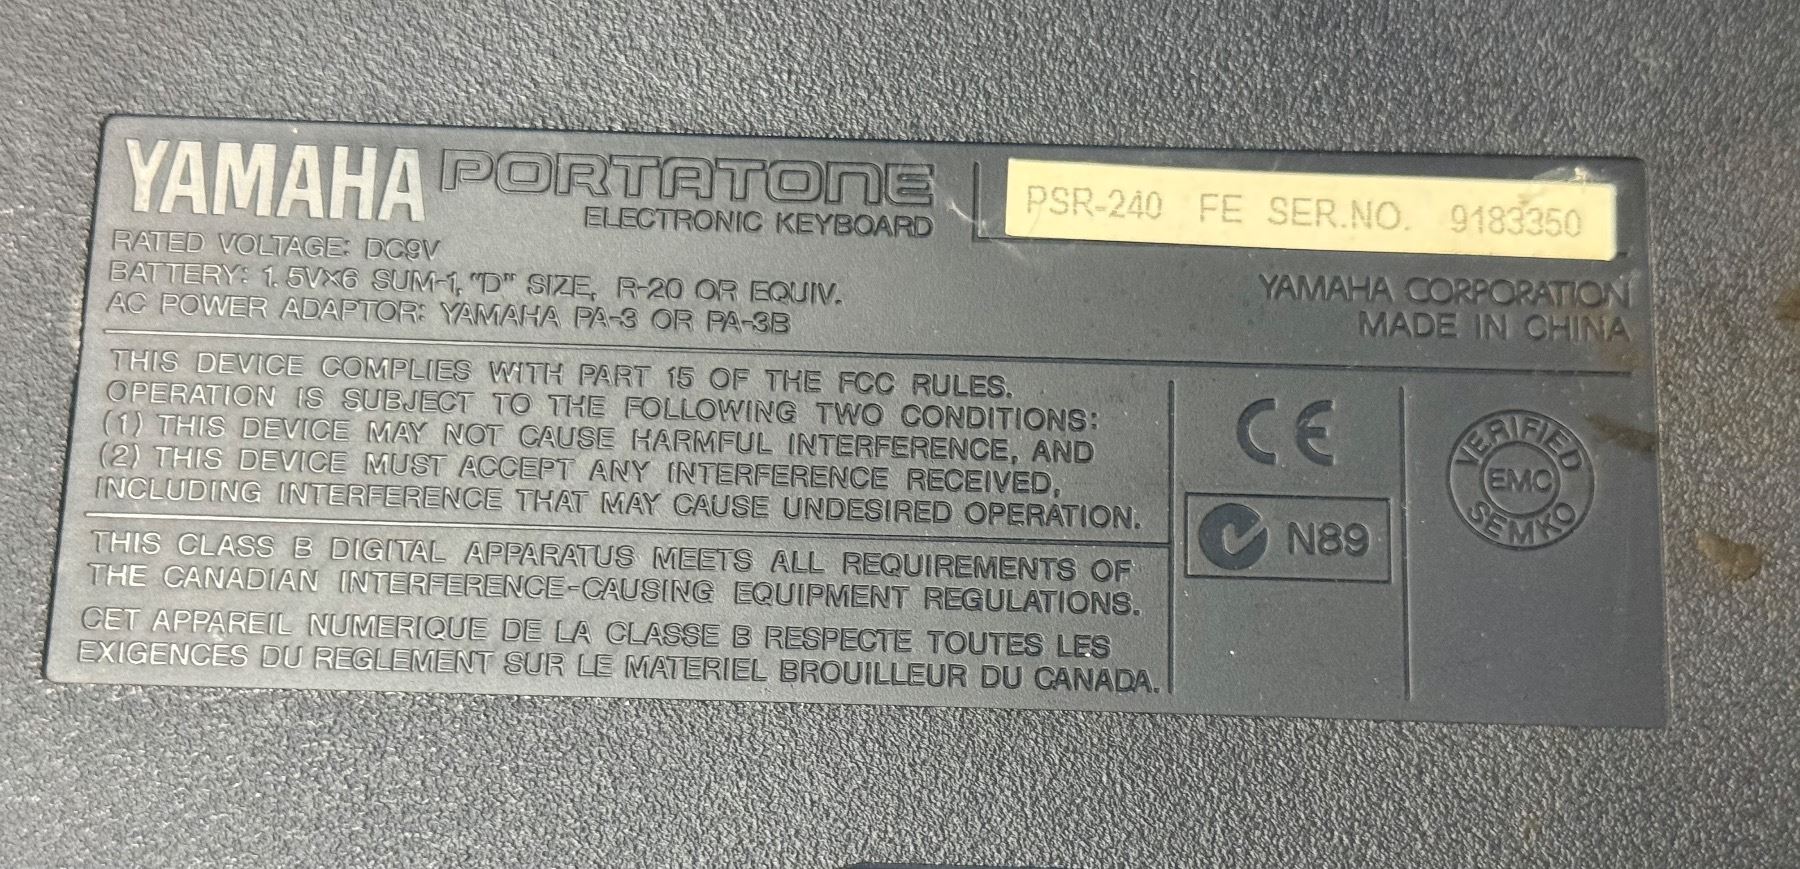 YAMAHA PORTATONE
ELECTRONIC KEYBOARD
PSR-240 FE SER.NO. 9183350
RATED VOLTAGE: DC9V
BATTERY: 1.5V×6 SUM-1, "D" SIZE, R-20 OR EQUIV.
AC POWER ADAPTOR: YAMAHA PA-3 OR PA-3B
YAMAHA CORPORATION
MADE IN CHINA
THIS DEVICE COMPLIES WITH PART 15 OF THE FCC RULES.
OPERATION IS SUBJECT TO THE FOLLOWING TWO CONDITIONS:
(1) THIS DEVICE MAY NOT CAUSE HARMFUL INTERFERENCE, AND
(2) THIS DEVICE MUST ACCEPT ANY INTERFERENCE RECEIVED,
INCLUDING INTERFERENCE THAT MAY CAUSE UNDESIRED OPERATION.
THIS CLASS B DIGITAL APPARATUS MEETS ALL REQUIREMENTS OF
THE CANADIAN INTERFERENCE-CAUSING EQUIPMENT REGULATIONS.
CET APPAREIL NUMERIQUE DE LA CLASSE B RESPECTE TOUTES LES
EXIGENCES DU REGLEMENT SUR LE MATERIEL BROUILLEUR DU CANADA.
CE
N89
VERIFIED
EMC
SEMKO